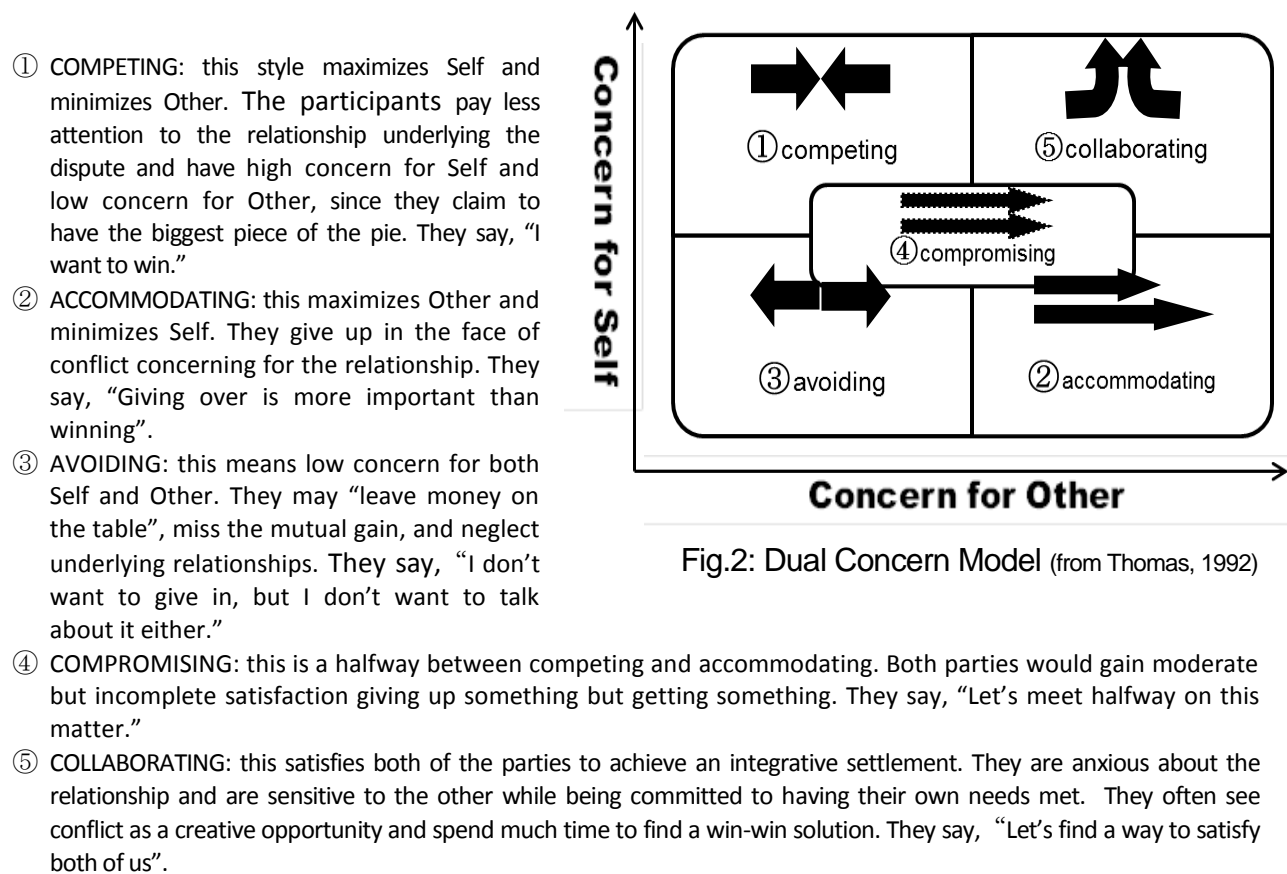 ① COMPETING: this style maximizes Self and
minimizes Other. The participants pay less
attention to the relationship underlying the
dispute and have high concern for Self and
low concern for Other, since they claim to
have the biggest piece of the pie. They say, “I
want to win.”
② ACCOMMODATING: this maximizes Other and
minimizes Self. They give up in the face of
conflict concerning for the relationship. They
say, “Giving over is more important than
winning”.
③ AVOIDING: this means low concern for both
Self and Other. They may “leave money on
the table”, miss the mutual gain, and neglect
underlying relationships. They say, “I don’t
want to give in, but I don’t want to talk
about it either.”
Concern for Self
①competing
⑤collaborating
④compromising
③avoiding
②accommodating
Concern for Other
Fig.2: Dual Concern Model (from Thomas, 1992)
④ COMPROMISING: this is a halfway between competing and accommodating. Both parties would gain moderate
but incomplete satisfaction giving up something but getting something. They say, “Let’s meet halfway on this
matter.”
⑤ COLLABORATING: this satisfies both of the parties to achieve an integrative settlement. They are anxious about the
relationship and are sensitive to the other while being committed to having their own needs met. They often see
conflict as a creative opportunity and spend much time to find a win-win solution. They say, “Let’s find a way to satisfy
both of us”.